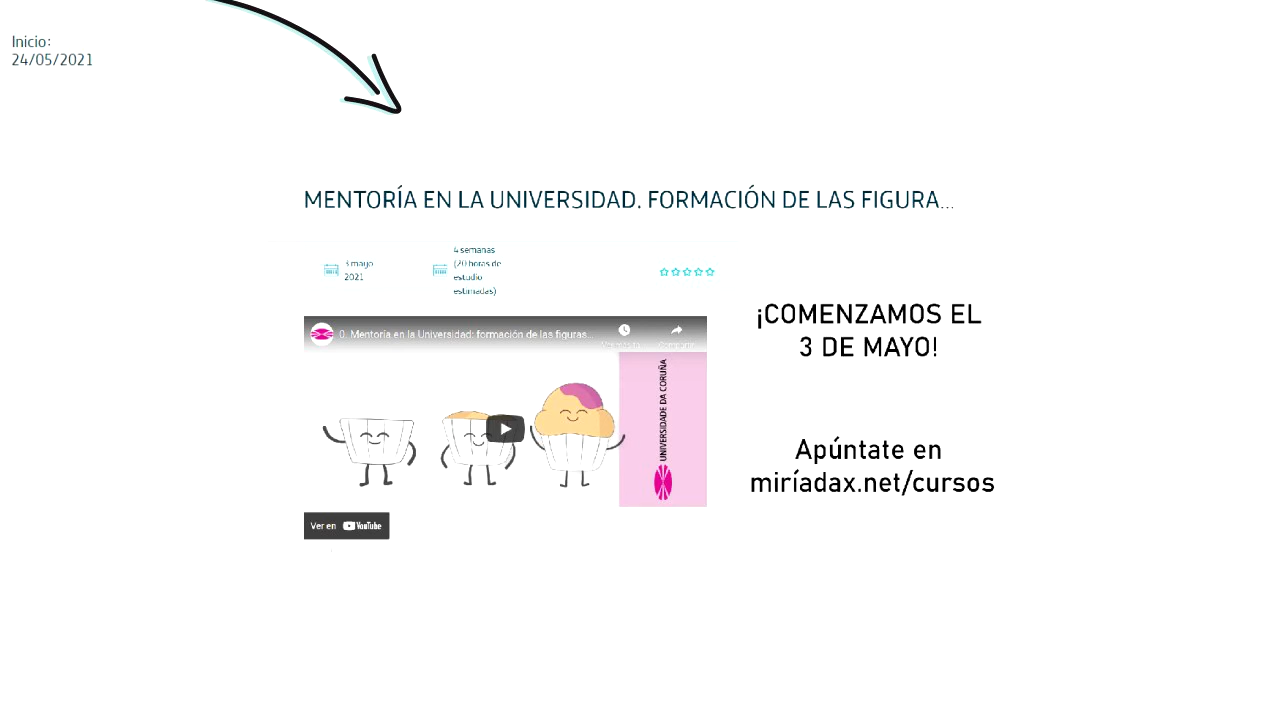 Inicio:
24/05/2021
MENTORÍA EN LA UNIVERSIDAD. FORMACIÓN DE LAS FIGURA...
3 mayo
2021
4 semanas
(20 horas de
estudio
estimadas)
0. Mentoría en la Universidad: formación de las figuras...
UNIVERSIDADE DA CORUÑA
Ver en YouTube
¡COMENZAMOS EL
3 DE MAYO!
Apúntate en
miríadax.net/cursos